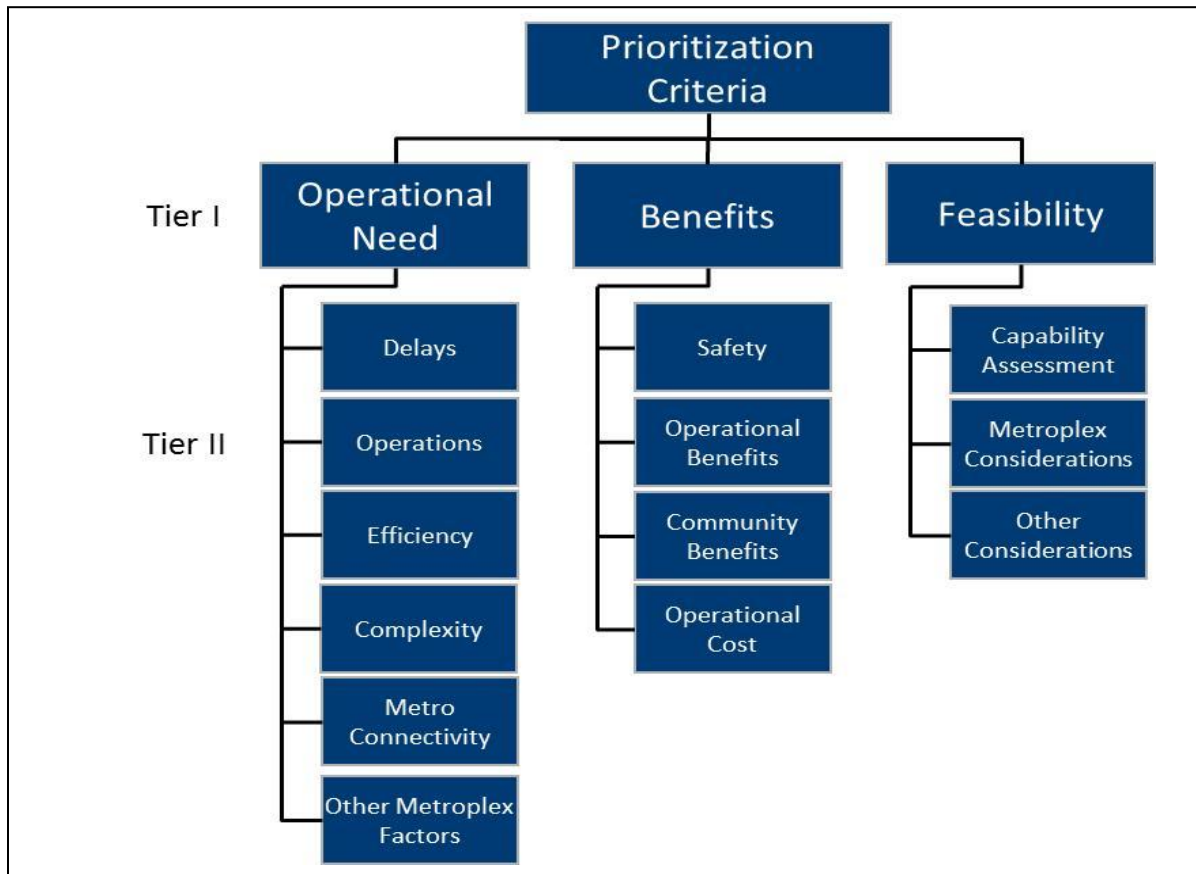 Prioritization
Criteria
Tier I
Operational
Need
Benefits
Feasibility
Tier II
Delays
Operations
Efficiency
Complexity
Metro
Connectivity
Other Metroplex
Factors
Safety
Operational
Benefits
Community
Benefits
Operational
Cost
Capability
Assessment
Metroplex
Considerations
Other
Considerations